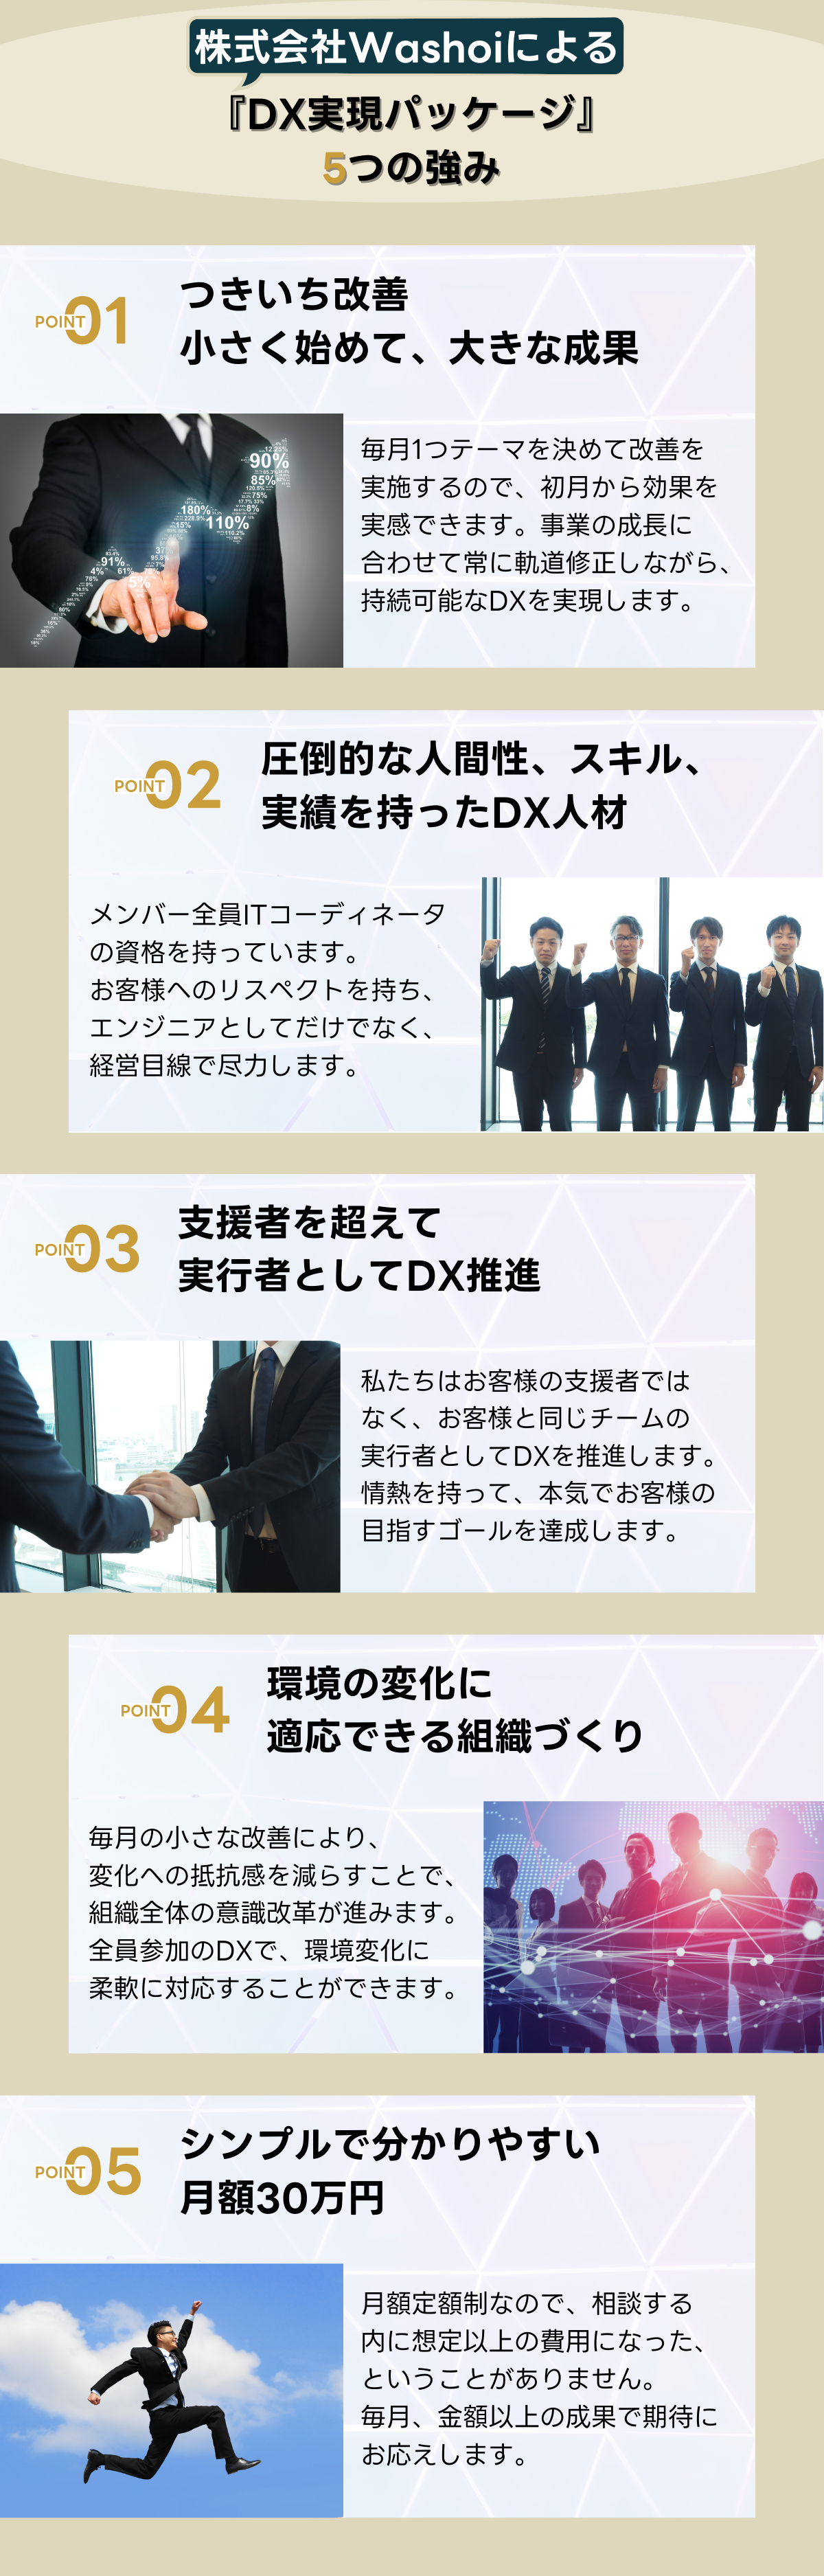 株式会社Washoiによる
『DX実現パッケージ』
5つの強み
POINT 01
つきいち改善
小さく始めて、大きな成果
12.25%
90%
85%
75%
180%
110%
91%
4%
61%
5%
毎月1つテーマを決めて改善を
実施するので、初月から効果を
実感できます。事業の成長に
合わせて常に軌道修正しながら、
持続可能なDXを実現します。
POINT 02
圧倒的な人間性、スキル、
実績を持ったDX人材
メンバー全員ITコーディネータ
の資格を持っています。
お客様へのリスペクトを持ち、
エンジニアとしてだけでなく、
経営目線で尽力します。
POINT 03
支援者を超えて
実行者としてDX推進
私たちはお客様の支援者では
なく、お客様と同じチームの
実行者としてDXを推進します。
情熱を持って、本気でお客様の
目指すゴールを達成します。
POINT 04
環境の変化に
適応できる組織づくり
毎月の小さな改善により、
変化への抵抗感を減らすことで、
組織全体の意識改革が進みます。
全員参加のDXで、環境変化に
柔軟に対応することができます。
POINT 05
シンプルで分かりやすい
月額30万円
月額定額制なので、相談する
内に想定以上の費用になった、
ということがありません。
毎月、金額以上の成果で期待に
お応えします。